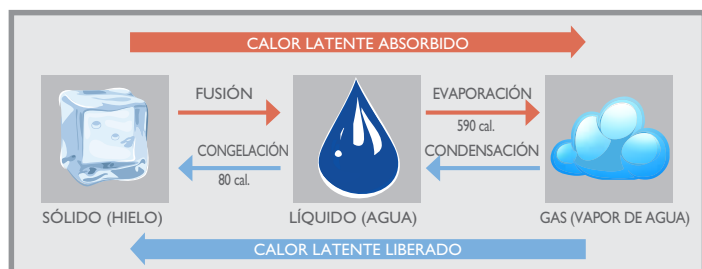 CALOR LATENTE ABSORBIDO
FUSIÓN
EVAPORACIÓN
590 cal.
CONGELACIÓN
CONDENSACIÓN
80 cal.
SÓLIDO (HIELO)
LÍQUIDO (AGUA)
GAS (VAPOR DE AGUA)
CALOR LATENTE LIBERADO